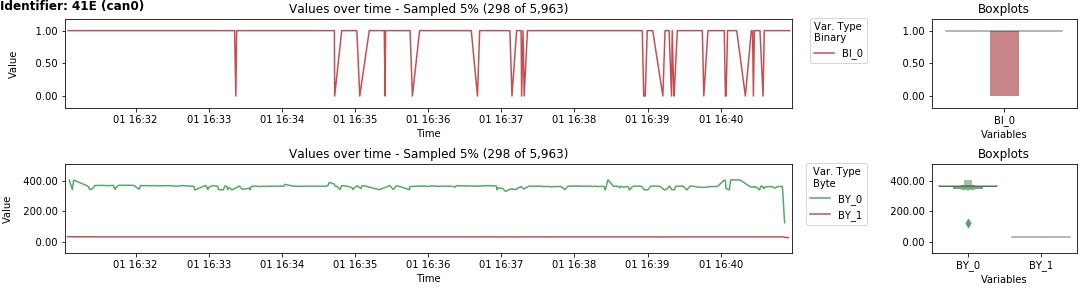 Identifier: 41E (can0)
Values over time - Sampled 5% (298 of 5,963)
Value
1.00
0.50
0.00
01 16:32 01 16:33 01 16:34 01 16:35 01 16:36 01 16:37 01 16:38 01 16:39 01 16:40
Time
Var. Type
Binary
BI_0
Boxplots
1.00
0.50
0.00
BI_0
Variables
Values over time - Sampled 5% (298 of 5,963)
Value
400.00
200.00
0.00
01 16:32 01 16:33 01 16:34 01 16:35 01 16:36 01 16:37 01 16:38 01 16:39 01 16:40
Time
Var. Type
Byte
BY_0
BY_1
Boxplots
400.00
200.00
0.00
BY_0 BY_1
Variables